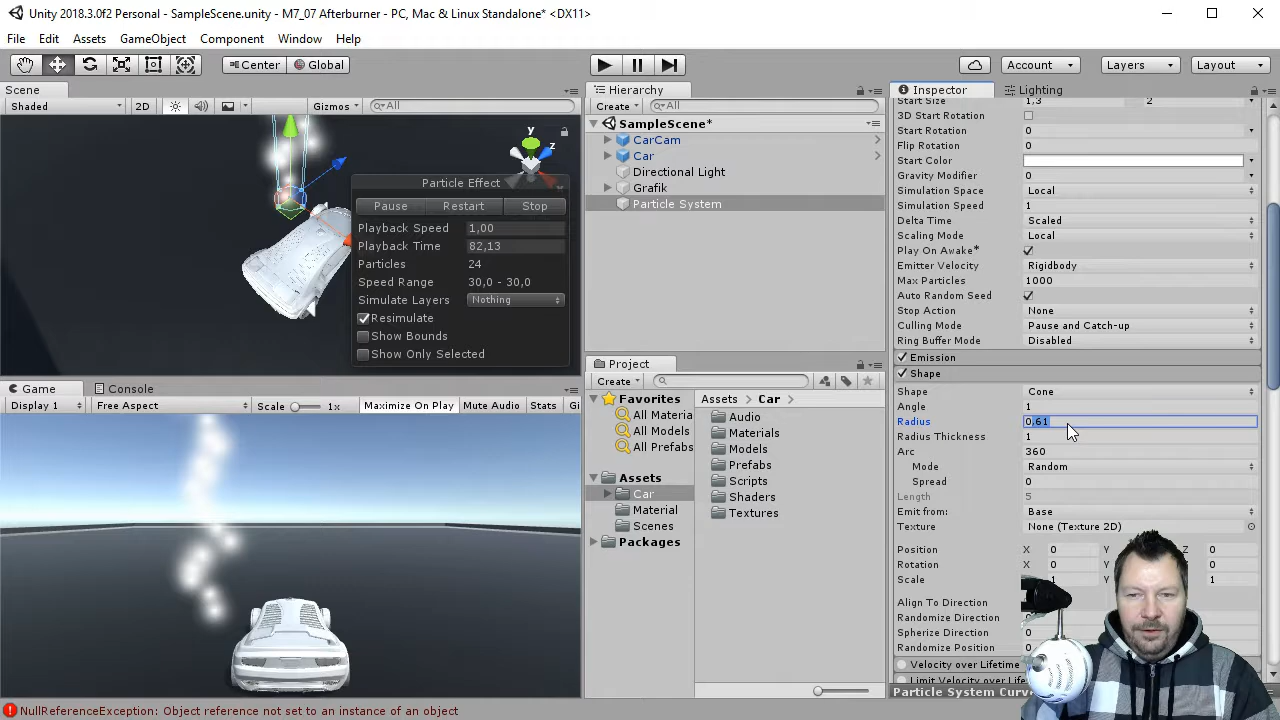 Unity 2018.3.0f2 Personal - SampleScene.unity - M7_07 Afterburner - PC, Mac & Linux Standalone* <DX11>
File Edit Assets GameObject Component Window Help
Center Global Account Layers Layout
Scene
Shaded 2D Gizmos All
Particle Effect
Pause Restart Stop
Playback Speed 1,00
Playback Time 82,13
Particles 24
Speed Range 30,0 - 30,0
Simulate Layers Nothing
Resimulate
Show Bounds
Show Only Selected
y
z
Game Console
Display 1 Free Aspect Scale 1x Maximize On Play Mute Audio Stats Gi
Hierarchy
Create All
SampleScene*
CarCam
Car
Directional Light
Grafik
Particle System
Project
Create
Favorites
All Materia
All Models
All Prefabs
Assets
Car
Material
Scenes
Packages
Assets Car
Audio
Materials
Models
Prefabs
Scripts
Shaders
Textures
Inspector Lighting
Start Size 1,3 2
3D Start Rotation
Start Rotation 0
Flip Rotation 0
Start Color
Gravity Modifier 0
Simulation Space Local
Simulation Speed 1
Delta Time Scaled
Scaling Mode Local
Play On Awake*
Emitter Velocity Rigidbody
Max Particles 1000
Auto Random Seed
Stop Action None
Culling Mode Pause and Catch-up
Ring Buffer Mode Disabled
Emission
Shape
Shape Cone
Angle 1
Radius 0.61
Radius Thickness 1
Arc 360
Mode Random
Spread 0
Length 5
Emit from: Base
Texture None (Texture 2D)
Position X 0 Y Z 0
Rotation X 0 0
Scale 1 1
Align To Direction
Randomize Direction 0
Spherize Direction 0
Randomize Position 0
Velocity over Lifetime
Limit Velocity over Life
Particle System Curv
NullReferenceException: Object reference not set to an instance of an object